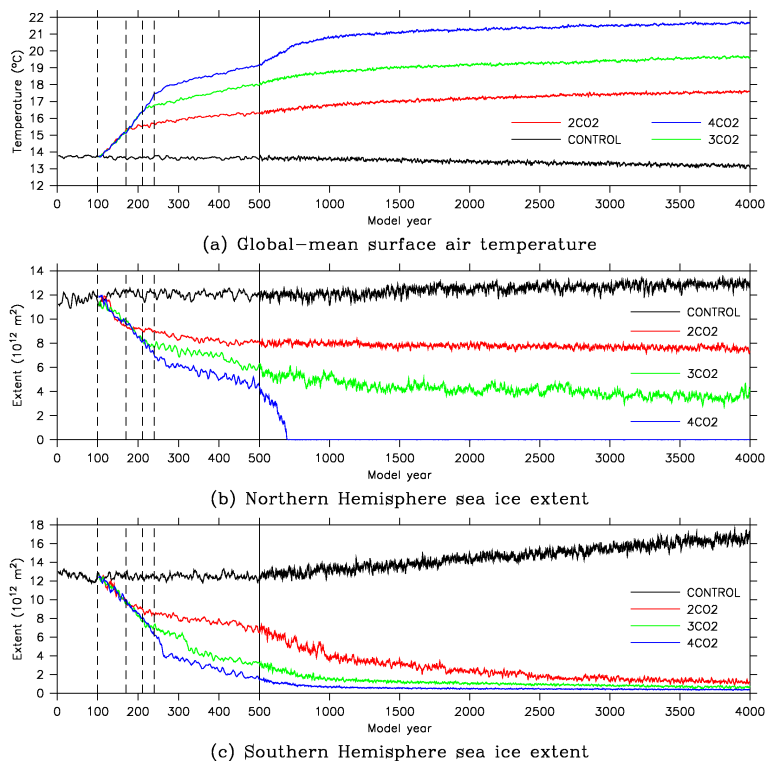 22
21
20
19
18
17
16
15
14
13
12
Temperature (°C)
2CO2 4CO2
CONTROL 3CO2
0 100 200 300 400 500 1000 1500 2000 2500 3000 3500 4000
Model year
(a) Global-mean surface air temperature
14
12
10
8
6
4
2
0
Extent (10¹² m²)
CONTROL
2CO2
3CO2
4CO2
0 100 200 300 400 500 1000 1500 2000 2500 3000 3500 4000
Model year
(b) Northern Hemisphere sea ice extent
18
16
14
12
10
8
6
4
2
0
Extent (10¹² m²)
CONTROL
2CO2
3CO2
4CO2
0 100 200 300 400 500 1000 1500 2000 2500 3000 3500 4000
Model year
(c) Southern Hemisphere sea ice extent